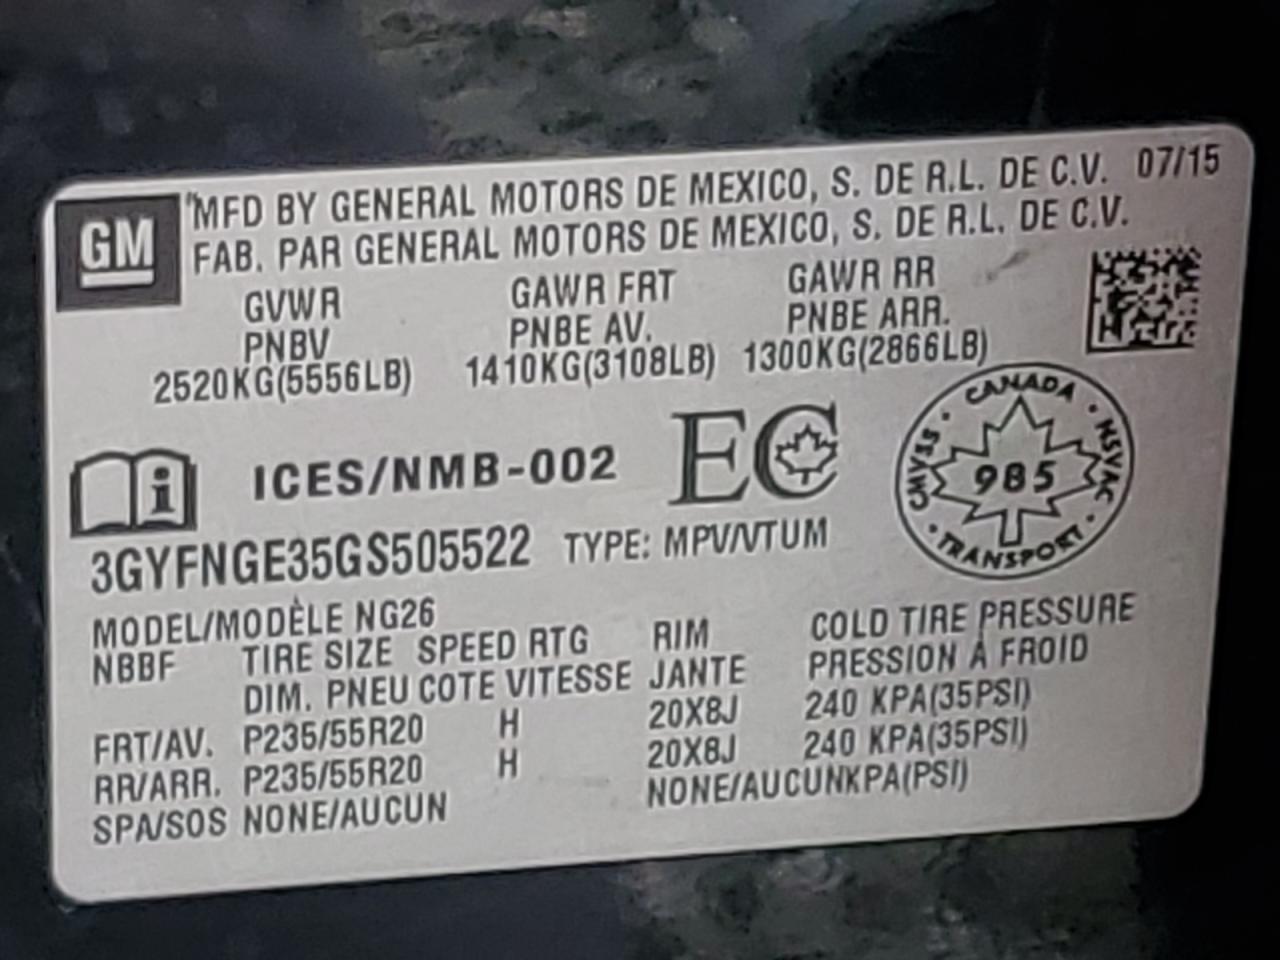 GM
MFD BY GENERAL MOTORS DE MEXICO, S. DE R.L. DE C.V. 07/15
FAB. PAR GENERAL MOTORS DE MEXICO, S. DE R.L. DE C.V.
GVWR GAWR FRT GAWR RR
PNBV PNBE AV. PNBE ARR.
2520KG(5556LB) 1410KG(3108LB) 1300KG(2866LB)
i ICES/NMB-002 EC
CANADA
CMVSS · 985 · NSVAC
TRANSPORT
3GYFNGE35GS505522 TYPE: MPV/VTUM
MODEL/MODÈLE NG26
NBBF TIRE SIZE SPEED RTG RIM COLD TIRE PRESSURE
DIM. PNEU COTE VITESSE JANTE PRESSION À FROID
FRT/AV. P235/55R20 H 20X8J 240 KPA(35PSI)
RR/ARR. P235/55R20 H 20X8J 240 KPA(35PSI)
SPA/SOS NONE/AUCUN NONE/AUCUNKPA(PSI)